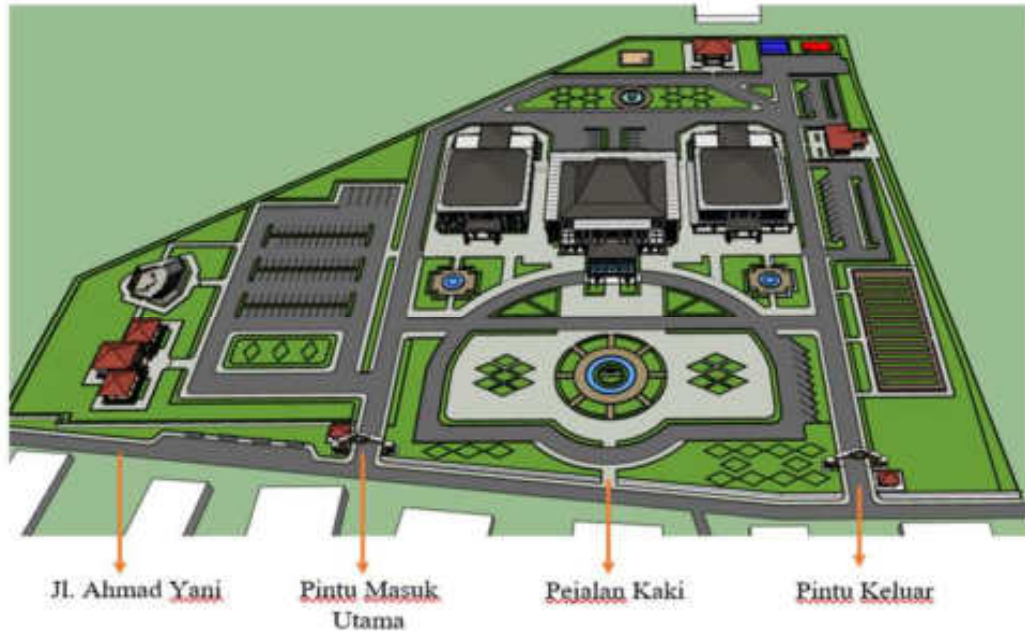 Jl. Ahmad Yani
Pintu Masuk
Utama
Pejalan Kaki
Pintu Keluar